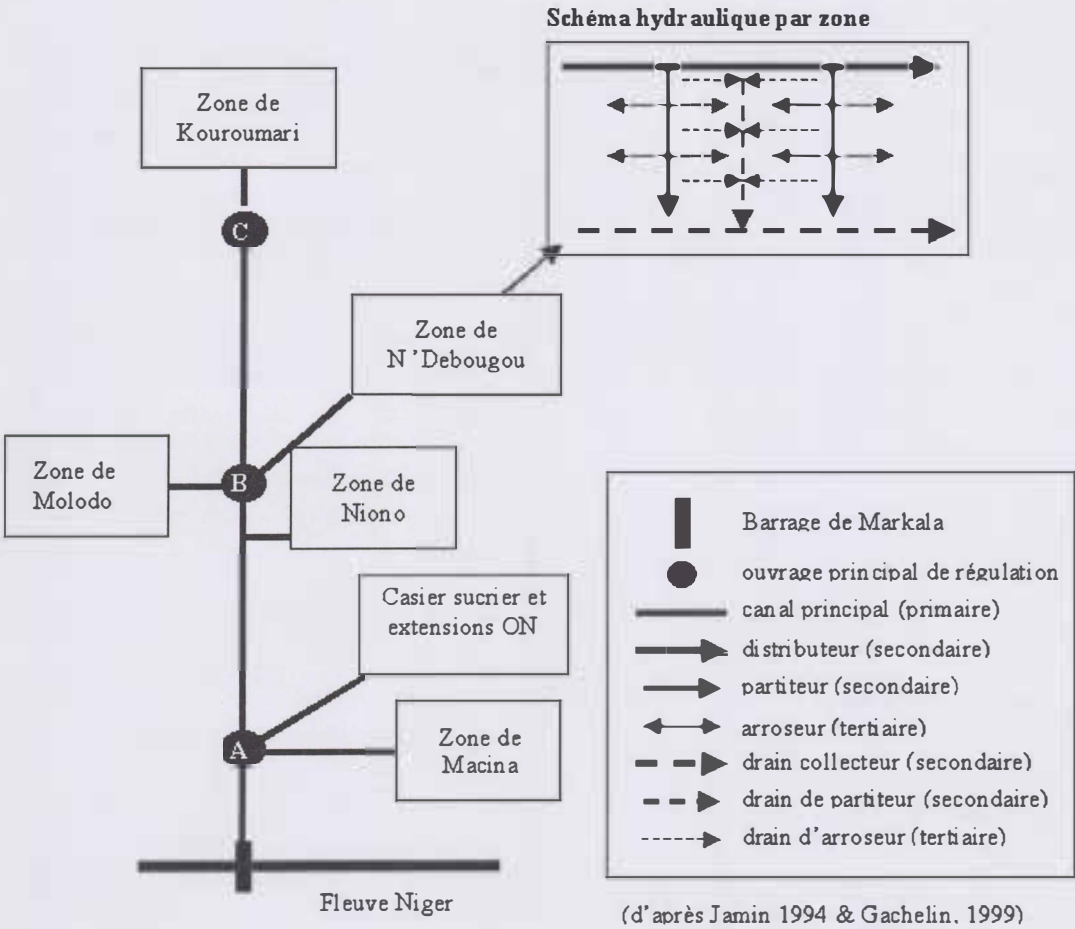 Schéma hydraulique par zone
Zone de
Kouroumari
C
Zone de
N'Debougou
Zone de
Molodo
B
Zone de
Niono
Casier sucrier et
extensions ON
A
Zone de
Macina
Fleuve Niger
Barrage de Markala
ouvrage principal de régulation
canal principal (primaire)
distributeur (secondaire)
partiteur (secondaire)
arroseur (tertiaire)
drain collecteur (secondaire)
drain de partiteur (secondaire)
drain d'arroseur (tertiaire)
(d'après Jamin 1994 & Gachelin, 1999)